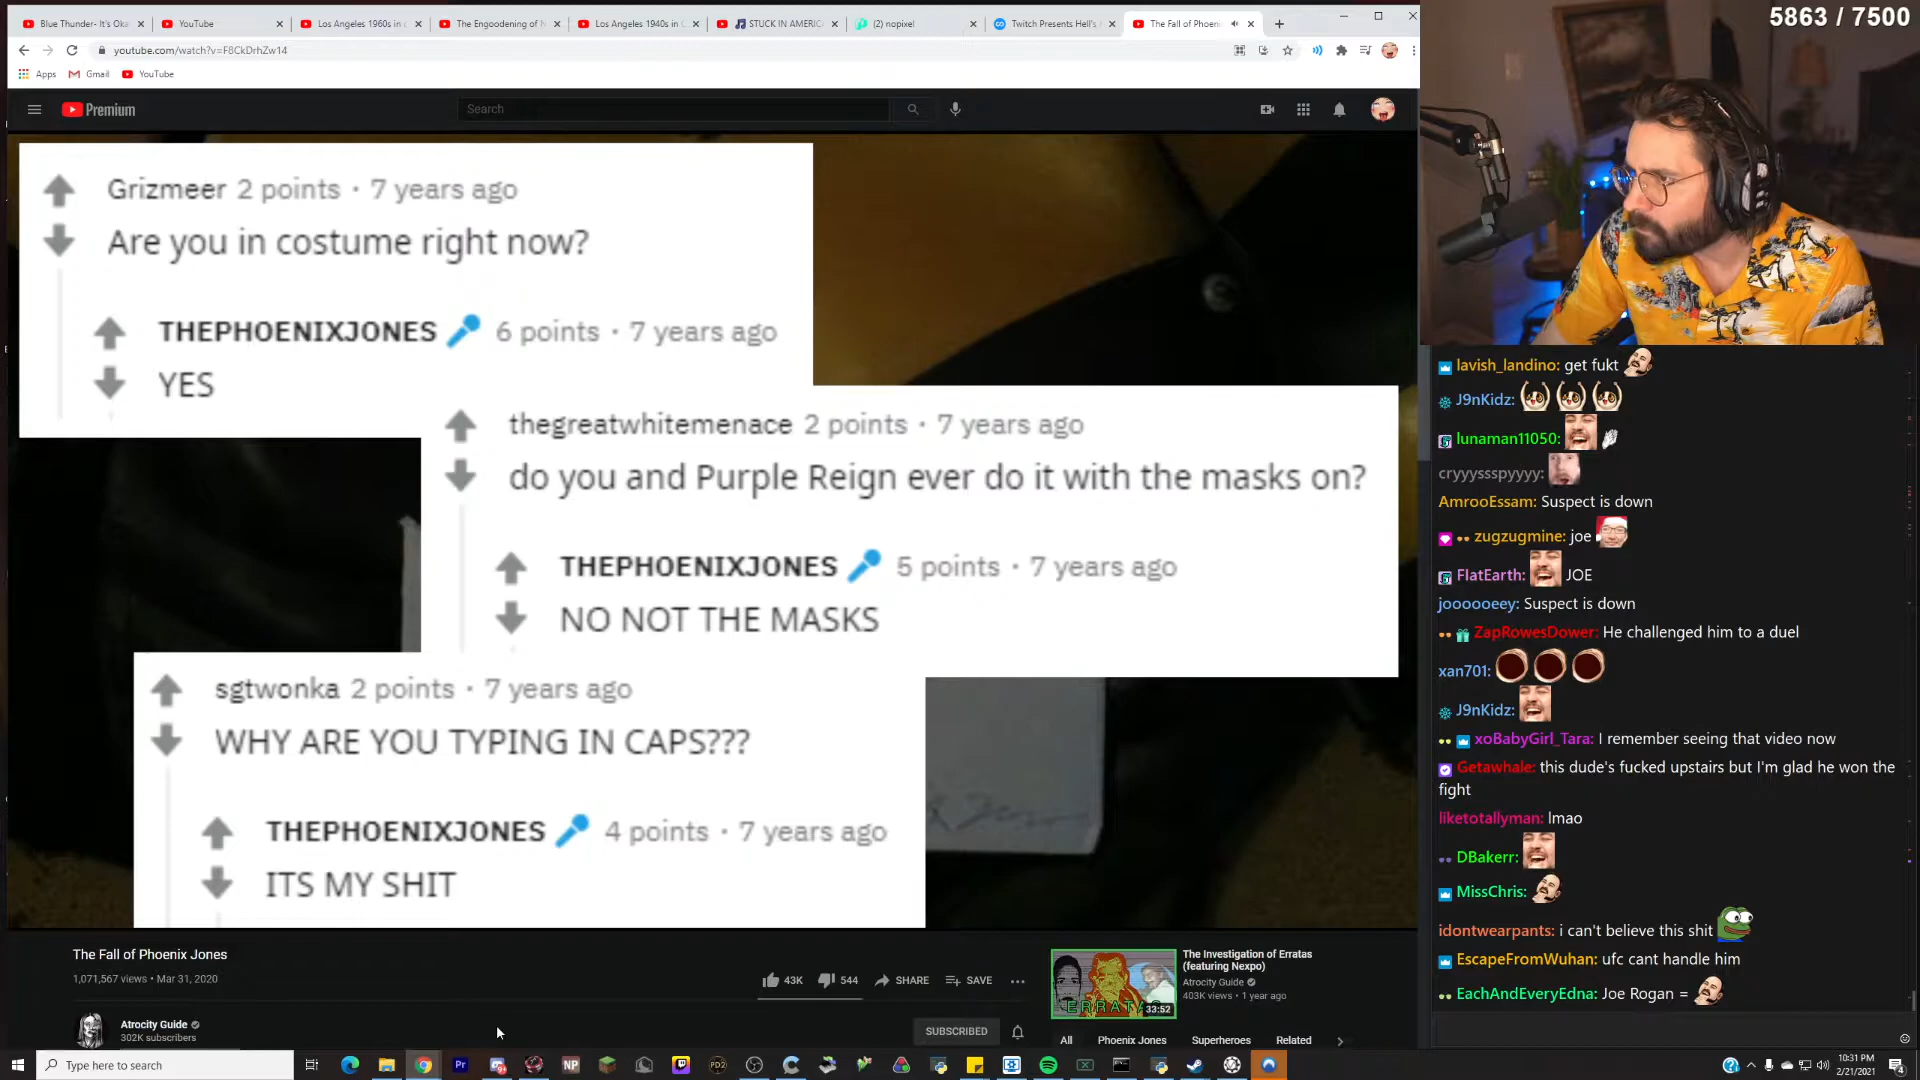 Blue Thunder- It's Oka
YouTube
Los Angeles 1960s in c
The Engoodening of N
Los Angeles 1940s in C
STUCK IN AMERIC
(2) nopixel
Twitch Presents Hell's
The Fall of Phoeni
5863 / 7500
youtube.com/watch?v=F8CkDrhZw14
Apps
Gmail
YouTube
Premium
Search
Grizmeer 2 points · 7 years ago
Are you in costume right now?
THEPHOENIXJONES 6 points · 7 years ago
YES
thegreatwhitemenace 2 points · 7 years ago
do you and Purple Reign ever do it with the masks on?
THEPHOENIXJONES 5 points · 7 years ago
NO NOT THE MASKS
sgtwonka 2 points · 7 years ago
WHY ARE YOU TYPING IN CAPS???
THEPHOENIXJONES 4 points · 7 years ago
ITS MY SHIT
The Fall of Phoenix Jones
1,071,567 views • Mar 31, 2020
43K
544
SHARE
SAVE
Atrocity Guide
302K subscribers
SUBSCRIBED
ERRATAS
33:52
The Investigation of Erratas
(featuring Nexpo)
Atrocity Guide
403K views • 1 year ago
All
Phoenix Jones
Superheroes
Related
lavish_landino: get fukt
J9nKidz:
lunaman11050:
cryyyssspyyyy:
AmrooEssam: Suspect is down
zugzugmine: joe
FlatEarth: JOE
joooooeey: Suspect is down
ZapRowesDower: He challenged him to a duel
xan701:
J9nKidz:
xoBabyGirl_Tara: I remember seeing that video now
Getawhale: this dude's fucked upstairs but I'm glad he won the
fight
liketotallyman: lmao
DBakerr:
MissChris:
idontwearpants: i can't believe this shit
EscapeFromWuhan: ufc cant handle him
EachAndEveryEdna: Joe Rogan =
Type here to search
Pr
NP
PD2
10:31 PM
2/21/2021